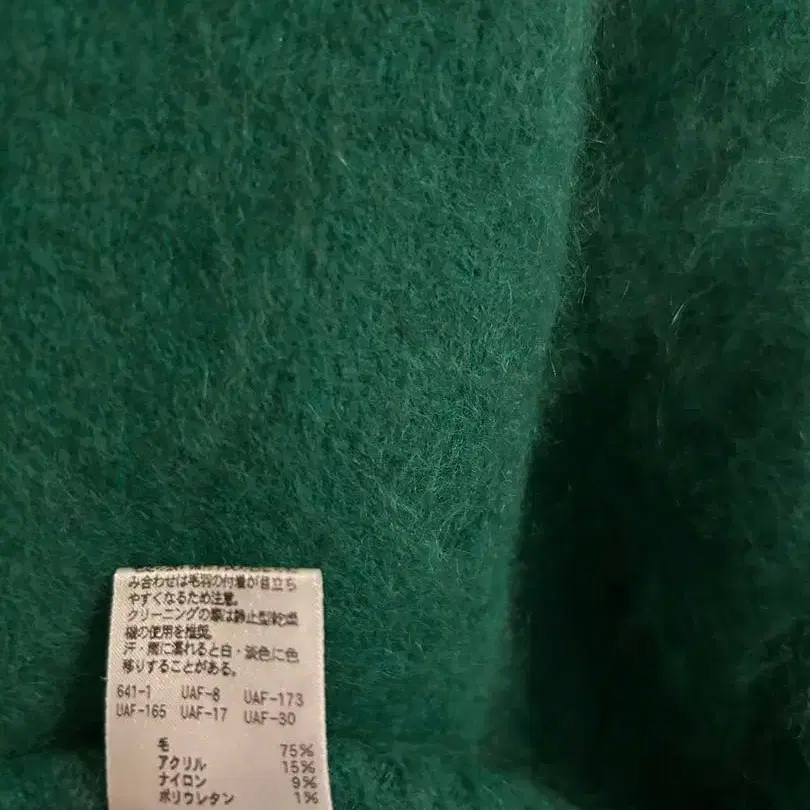 み合わせは毛羽の付着が目立ち
やすくなるため注意。
クリーニングの際は静止型乾燥
機の使用を推奨。
汗・雨に濡れると白・淡色に色
移りすることがある。
641-1 UAF-8 UAF-173
UAF-165 UAF-17 UAF-30
毛 75%
アクリル 15%
ナイロン 9%
ポリウレタン 1%